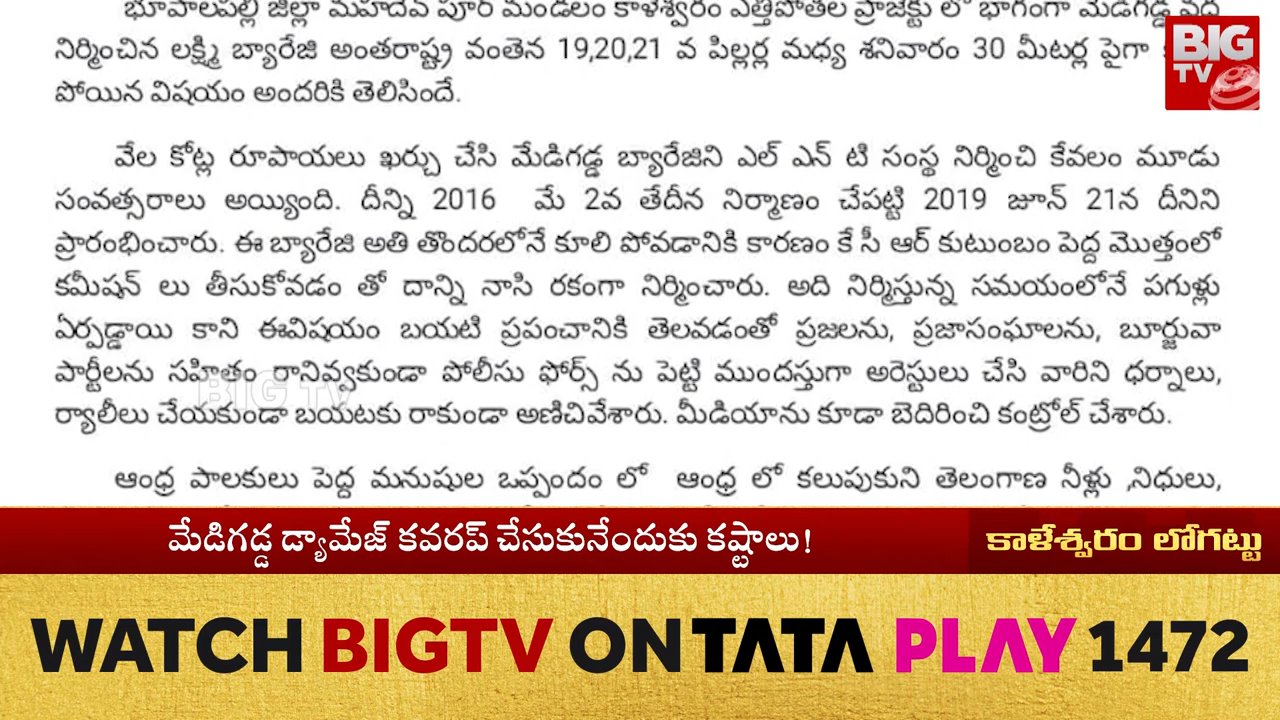 భూపాలపల్లి జిల్లా మహదేవ్ పూర్ మండలం కాళేశ్వరం ఎత్తిపోతల ప్రాజెక్టు లో భాగంగా మేడిగడ్డ వద్ద
నిర్మించిన లక్ష్మి బ్యారేజి అంతరాష్ట్ర వంతెన 19,20,21 వ పిల్లర్ల మధ్య శనివారం 30 మీటర్ల పైగా
పోయిన విషయం అందరికి తెలిసిందే.
వేల కోట్ల రూపాయలు ఖర్చు చేసి మేడిగడ్డ బ్యారేజిని ఎల్ ఎన్ టి సంస్థ నిర్మించి కేవలం మూడు
సంవత్సరాలు అయ్యింది. దీన్ని 2016 మే 2వ తేదీన నిర్మాణం చేపట్టి 2019 జూన్ 21న దీనిని
ప్రారంభించారు. ఈ బ్యారేజి అతి తొందరలోనే కూలి పోవడానికి కారణం కే సీ ఆర్ కుటుంబం పెద్ద మొత్తంలో
కమీషన్ లు తీసుకోవడం తో దాన్ని నాసి రకంగా నిర్మించారు. అది నిర్మిస్తున్న సమయంలోనే పగుళ్లు
ఏర్పడ్డాయి కాని ఈవిషయం బయటి ప్రపంచానికి తెలవడంతో ప్రజలను, ప్రజాసంఘాలను, బూర్జువా
పార్టీలను సహితం రానివ్వకుండా పోలీసు ఫోర్స్ ను పెట్టి ముందస్తుగా అరెస్టులు చేసి వారిని ధర్నాలు,
ర్యాలీలు చేయకుండా బయటకు రాకుండా అణిచివేశారు. మీడియాను కూడా బెదిరించి కంట్రోల్ చేశారు.
ఆంధ్ర పాలకులు పెద్ద మనుషుల ఒప్పందం లో ఆంధ్ర లో కలుపుకుని తెలంగాణ నీళ్లు ,నిధులు,
BIG TV
BIG TV
మేడిగడ్డ డ్యామేజ్ కవరప్ చేసుకునేందుకు కష్టాలు!
కాళేశ్వరం లోగట్టు
WATCH BIGTV ON TATA PLAY 1472